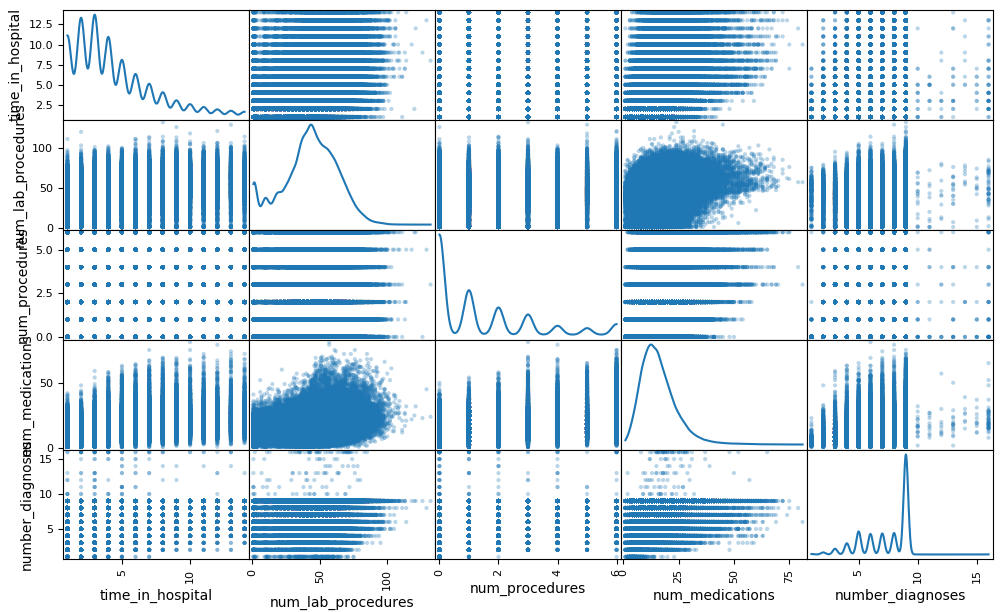 time_in_hospital
12.5
10.0
7.5
5.0
2.5
num_lab_procedures
100
50
0
num_procedures
5.0
2.5
0.0
num_medications
50
0
number_diagnoses
15
10
5
5 10
time_in_hospital
0 50 100
num_lab_procedures
0 2 4 6
num_procedures
0 25 50 75
num_medications
5 10 15
number_diagnoses